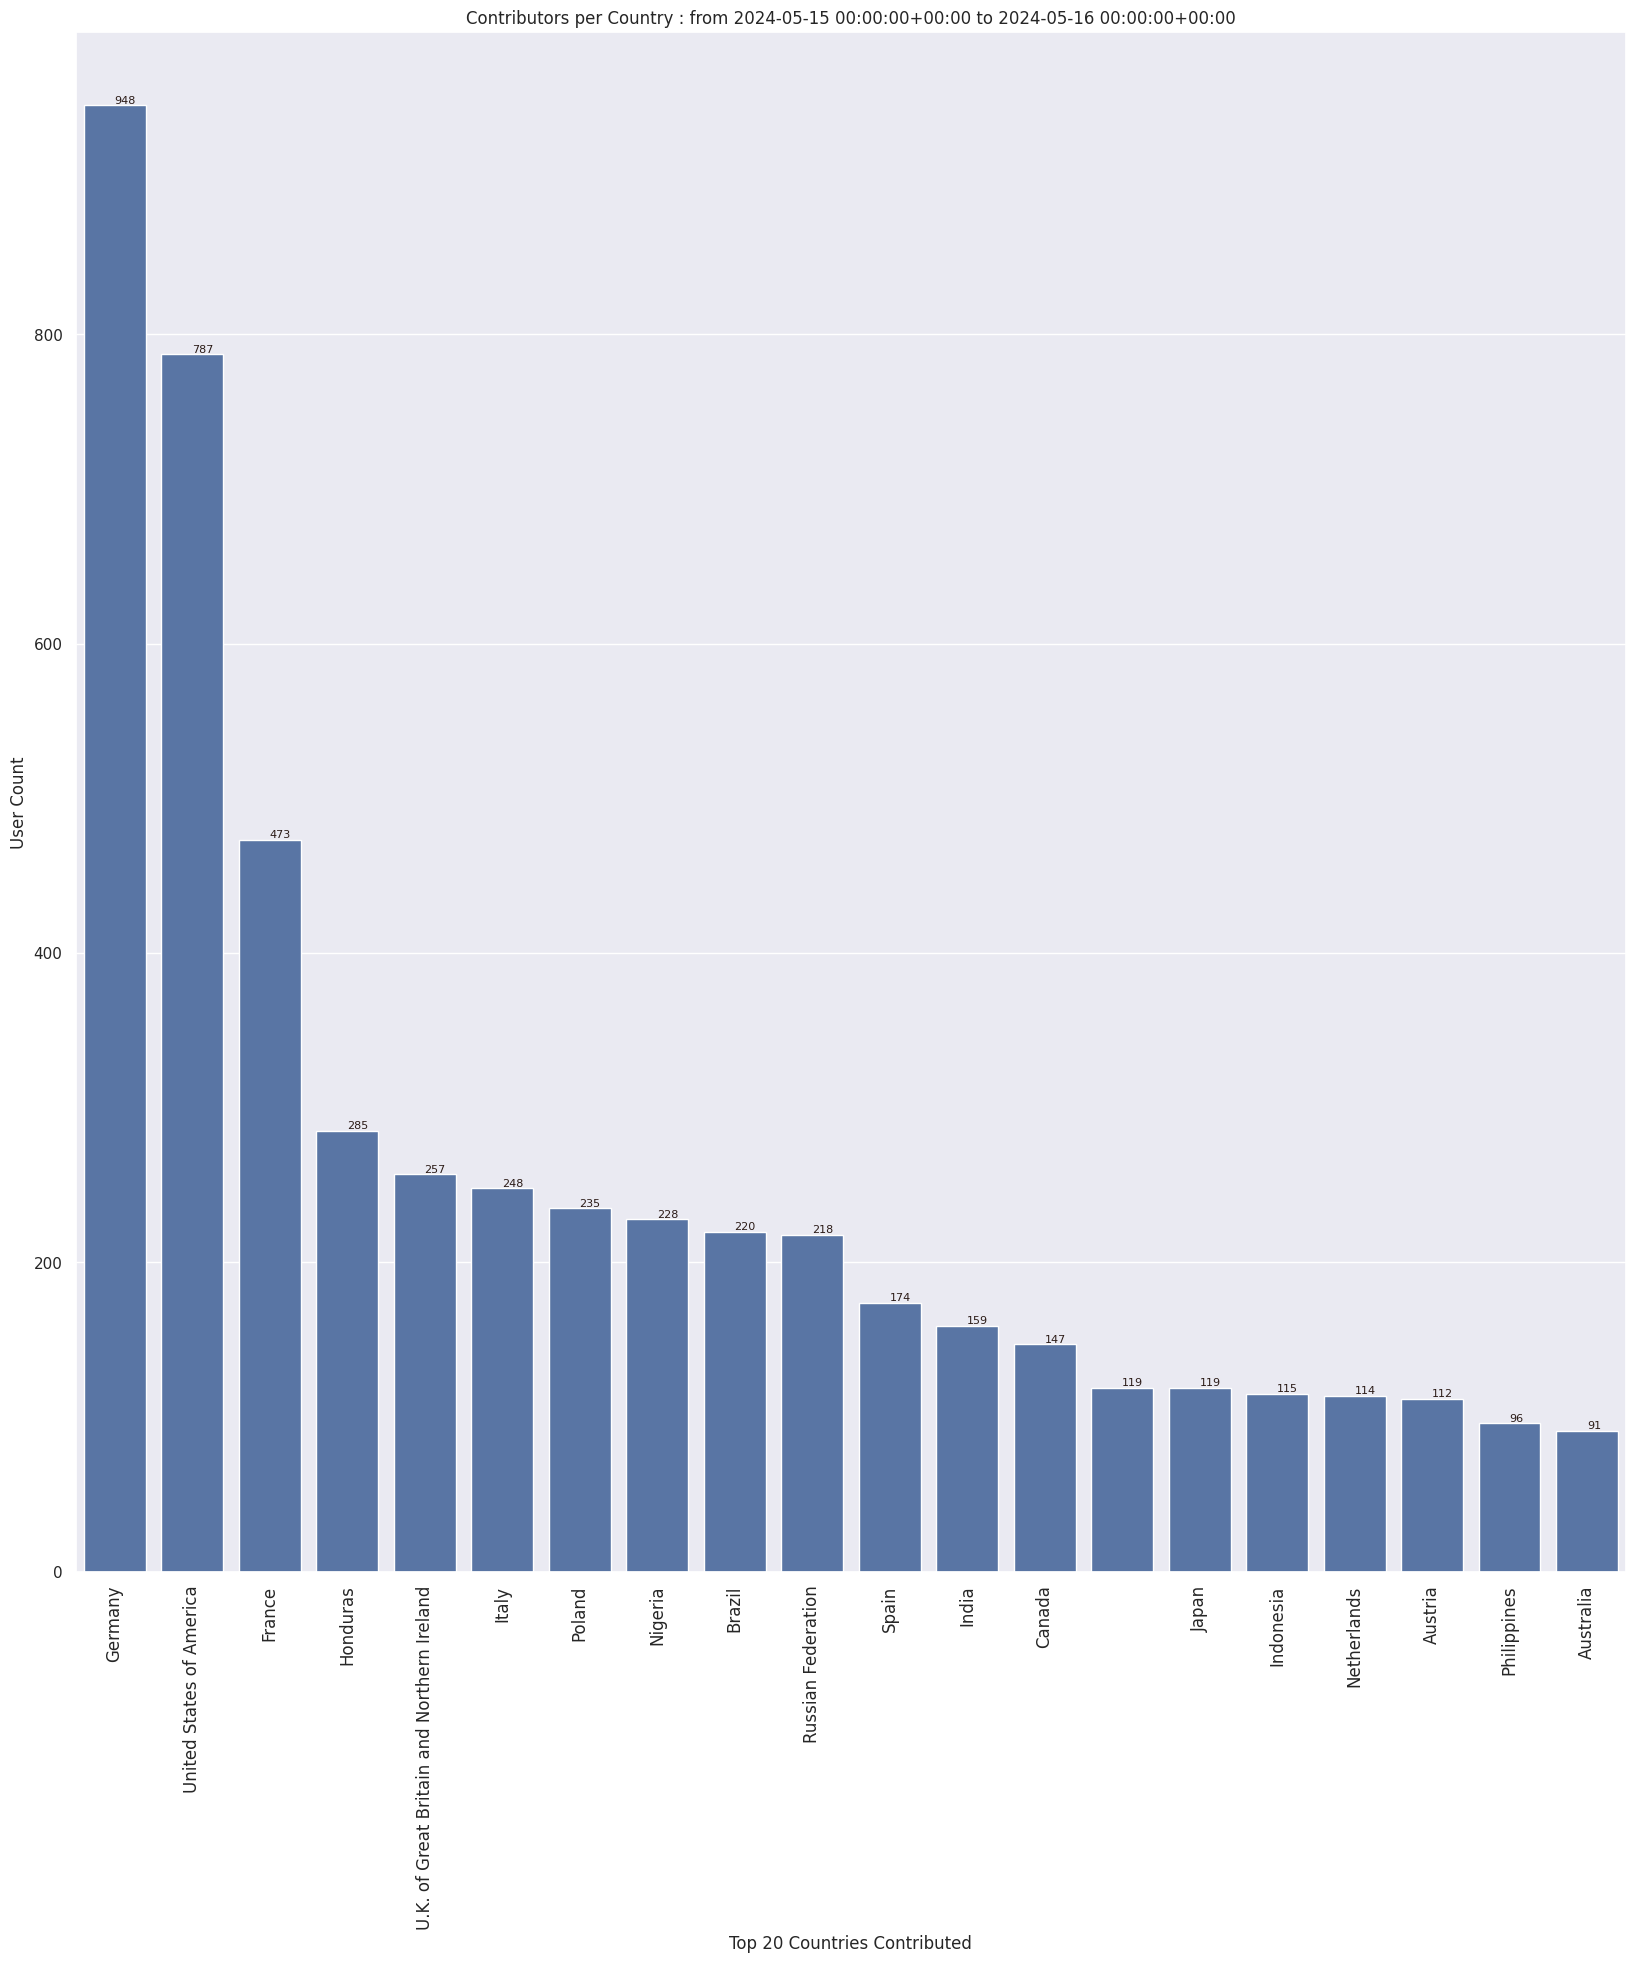 Contributors per Country : from 2024-05-15 00:00:00+00:00 to 2024-05-16 00:00:00+00:00
948
787
473
285
257
248
235
228
220
218
174
159
147
119
119
115
114
112
96
91
800
600
400
200
0
User Count
Germany
United States of America
France
Honduras
U.K. of Great Britain and Northern Ireland
Italy
Poland
Nigeria
Brazil
Russian Federation
Spain
India
Canada
Japan
Indonesia
Netherlands
Austria
Philippines
Australia
Top 20 Countries Contributed